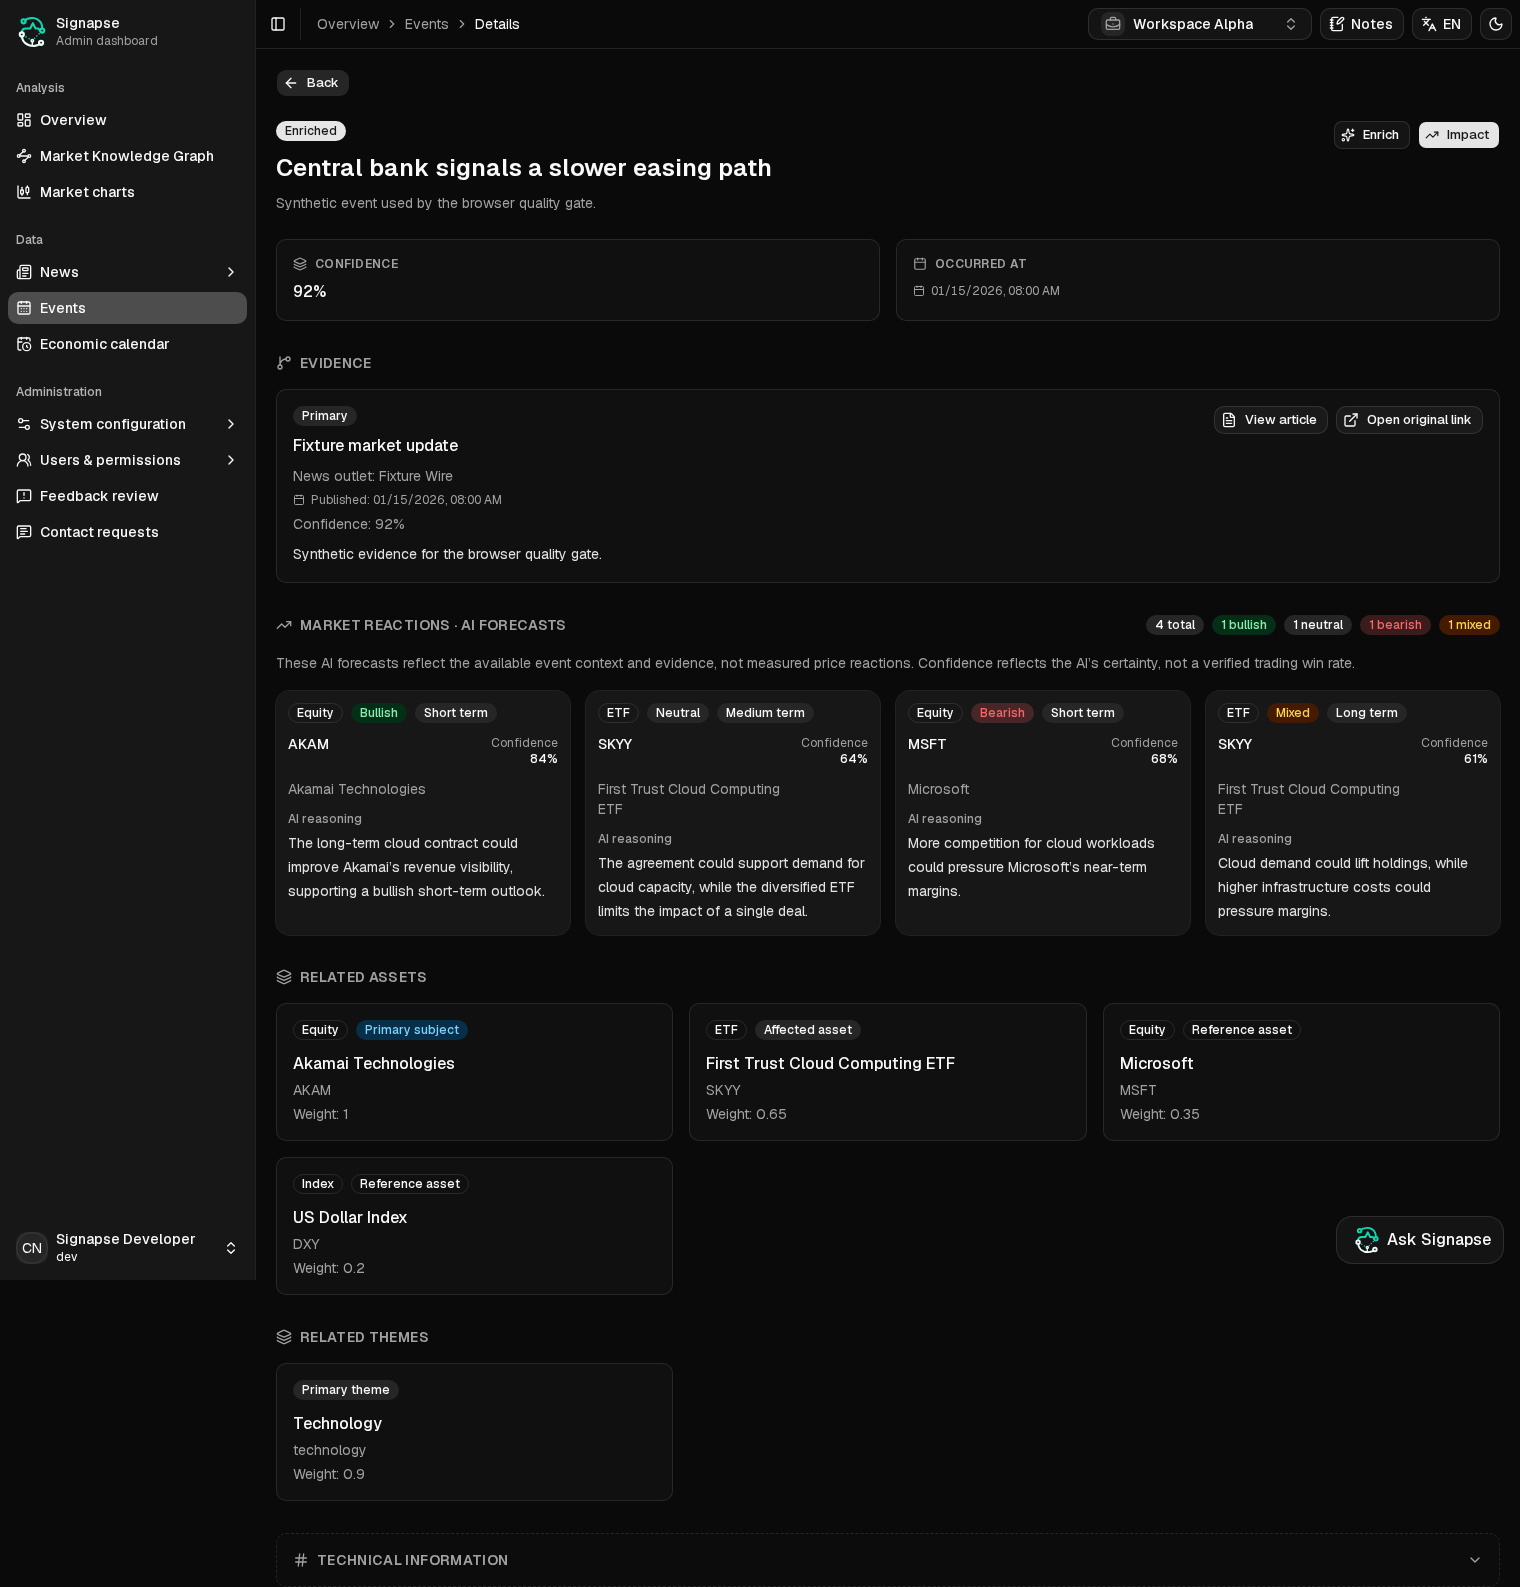 Signapse
Admin dashboard
Analysis
Overview
Market Knowledge Graph
Market charts
Data
News
Events
Economic calendar
Administration
System configuration
Users & permissions
Feedback review
Contact requests
CN
Signapse Developer
dev
Overview
Events
Details
Workspace Alpha
Notes
EN
Back
Enriched
Enrich
Impact
Central bank signals a slower easing path
Synthetic event used by the browser quality gate.
CONFIDENCE
92%
OCCURRED AT
01/15/2026, 08:00 AM
EVIDENCE
Primary
View article
Open original link
Fixture market update
News outlet: Fixture Wire
Published: 01/15/2026, 08:00 AM
Confidence: 92%
Synthetic evidence for the browser quality gate.
MARKET REACTIONS · AI FORECASTS
4 total
1 bullish
1 neutral
1 bearish
1 mixed
These AI forecasts reflect the available event context and evidence, not measured price reactions. Confidence reflects the AI's certainty, not a verified trading win rate.
Equity
Bullish
Short term
AKAM
Confidence
84%
Akamai Technologies
AI reasoning
The long-term cloud contract could
improve Akamai's revenue visibility,
supporting a bullish short-term outlook.
ETF
Neutral
Medium term
SKYY
Confidence
64%
First Trust Cloud Computing
ETF
AI reasoning
The agreement could support demand for
cloud capacity, while the diversified ETF
limits the impact of a single deal.
Equity
Bearish
Short term
MSFT
Confidence
68%
Microsoft
AI reasoning
More competition for cloud workloads
could pressure Microsoft's near-term
margins.
ETF
Mixed
Long term
SKYY
Confidence
61%
First Trust Cloud Computing
ETF
AI reasoning
Cloud demand could lift holdings, while
higher infrastructure costs could
pressure margins.
RELATED ASSETS
Equity
Primary subject
Akamai Technologies
AKAM
Weight: 1
ETF
Affected asset
First Trust Cloud Computing ETF
SKYY
Weight: 0.65
Equity
Reference asset
Microsoft
MSFT
Weight: 0.35
Index
Reference asset
US Dollar Index
DXY
Weight: 0.2
Ask Signapse
RELATED THEMES
Primary theme
Technology
technology
Weight: 0.9
TECHNICAL INFORMATION